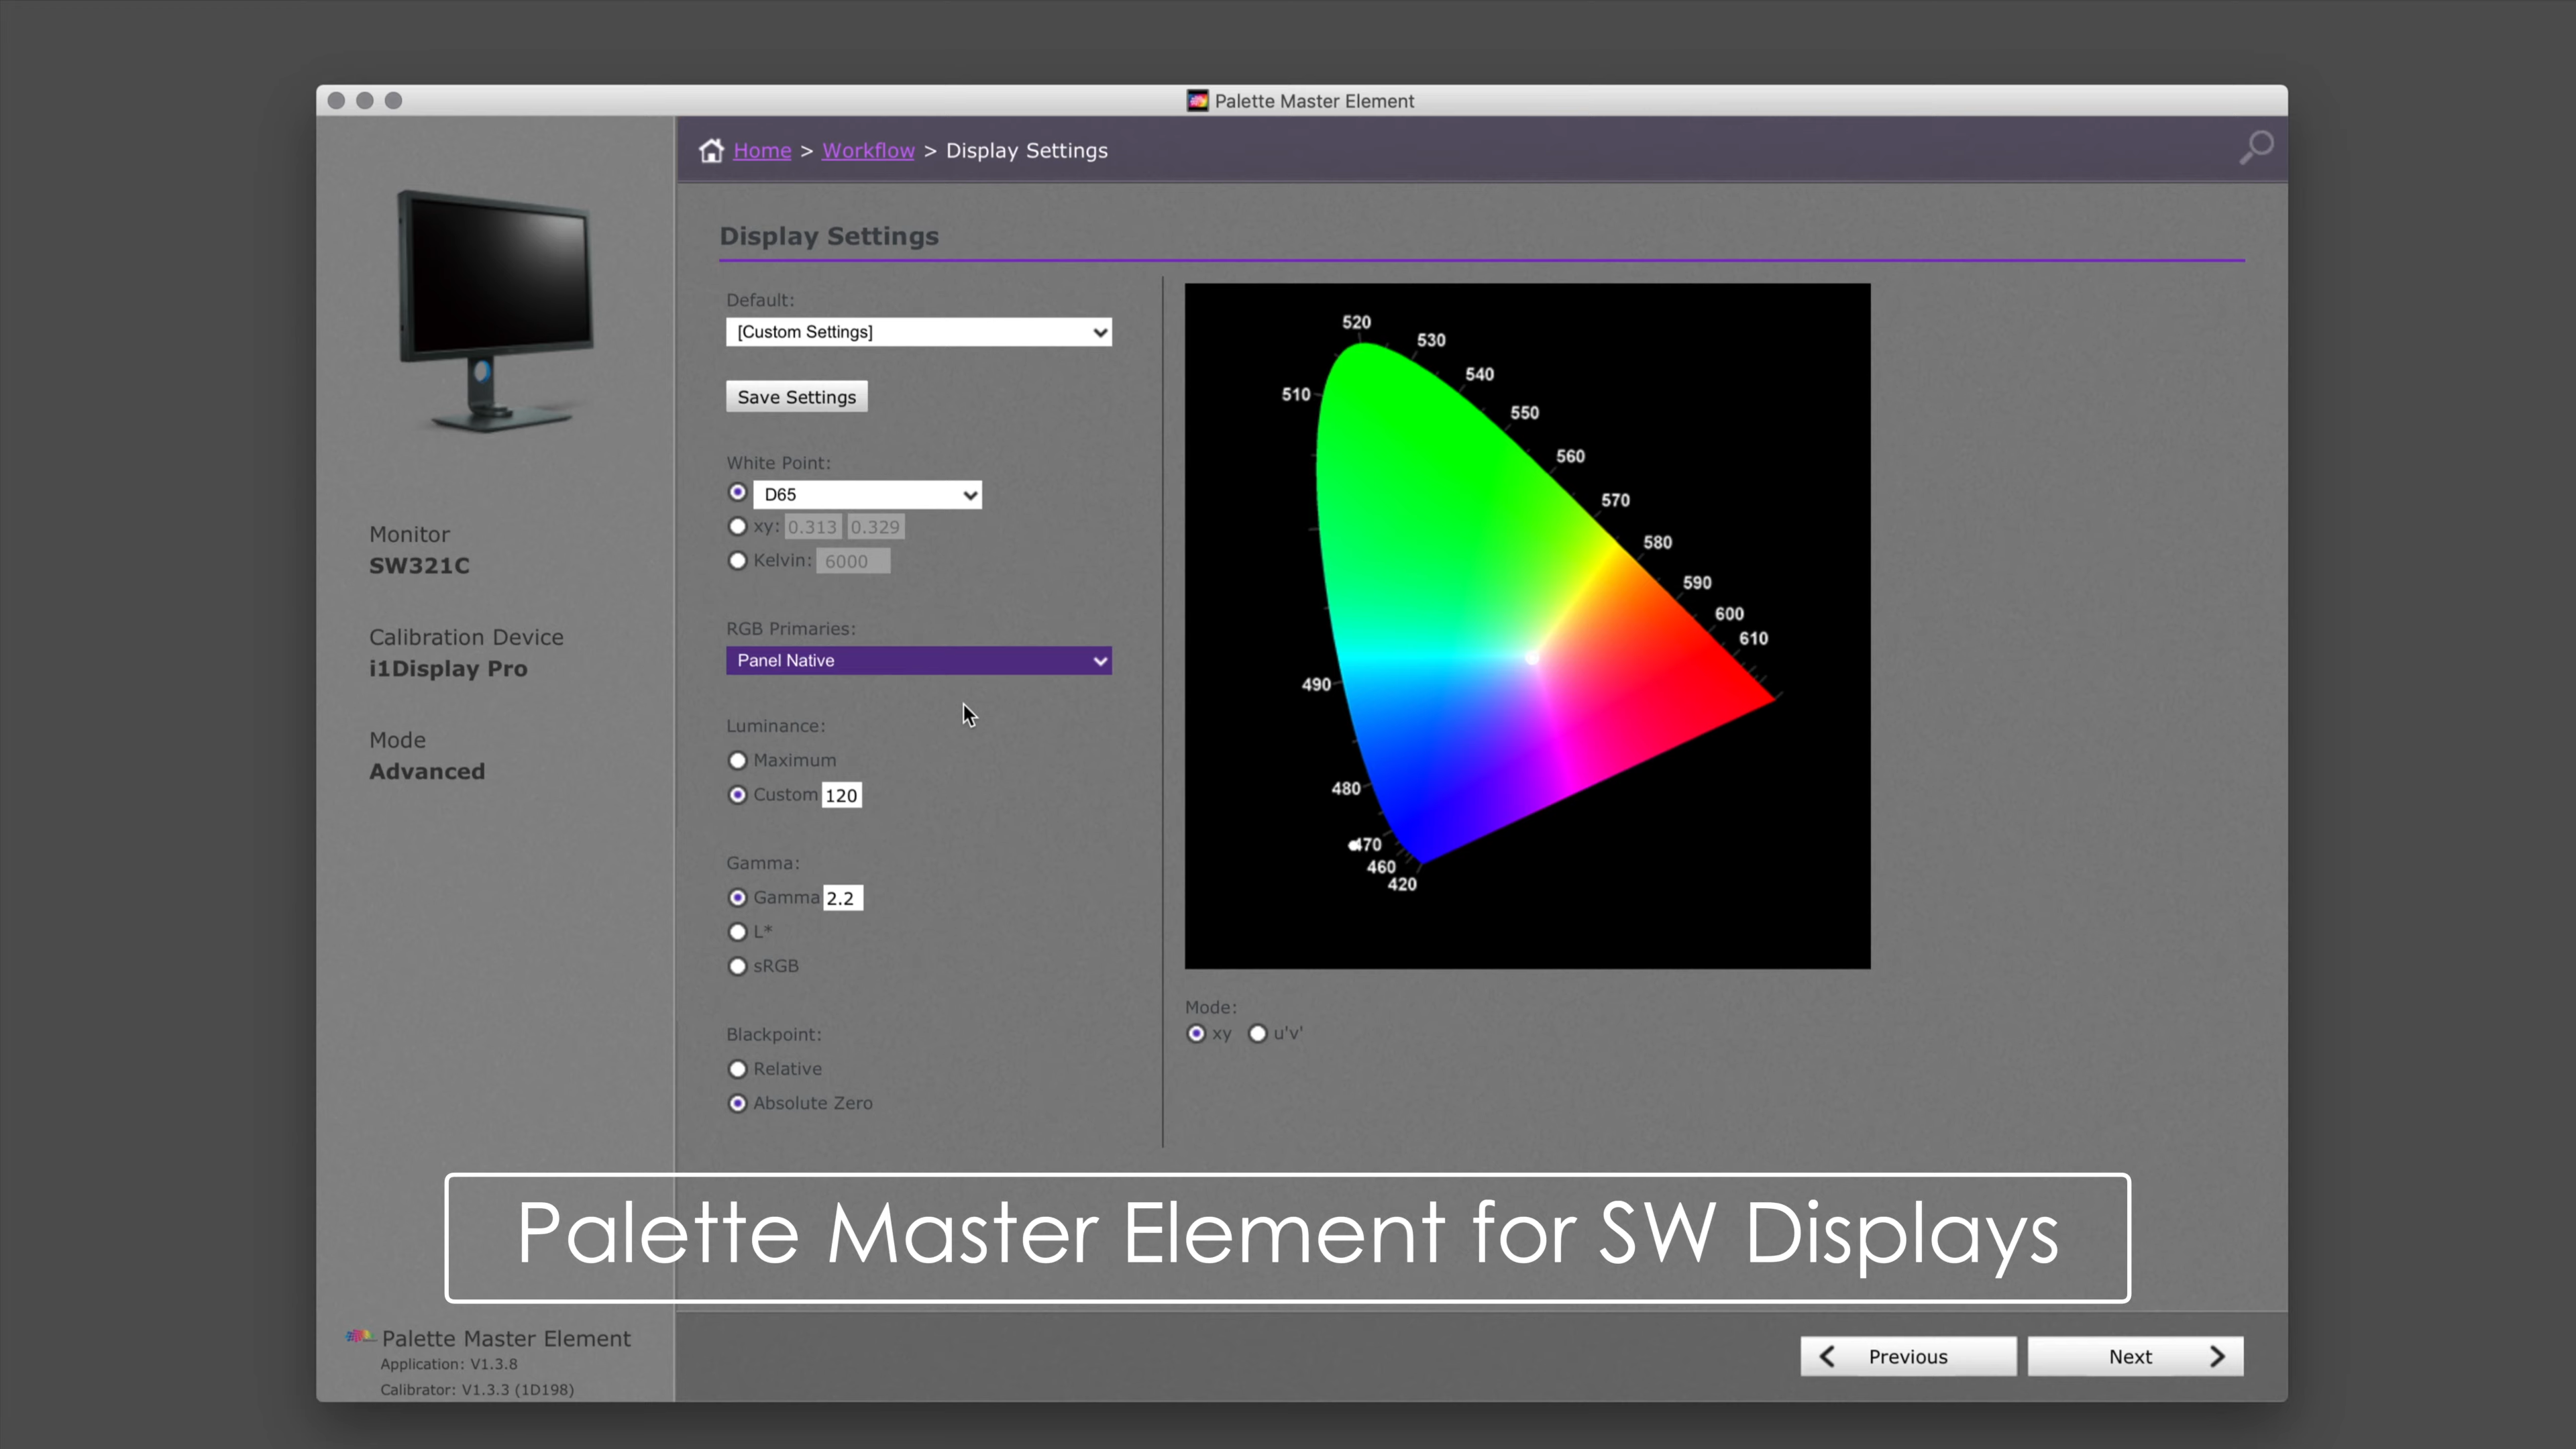 Palette Master Element
Home > Workflow > Display Settings
Display Settings
Monitor
SW321C
Calibration Device
i1Display Pro
Mode
Advanced
Default:
[Custom Settings]
Save Settings
White Point:
D65
xy: 0.313 0.329
Kelvin: 6000
RGB Primaries:
Panel Native
Luminance:
Maximum
Custom 120
Gamma:
Gamma 2.2
L*
sRGB
Blackpoint:
Relative
Absolute Zero
520
530
540
510
550
560
570
580
590
600
610
490
480
470
460
420
Mode:
xy u'v'
Palette Master Element for SW Displays
Palette Master Element
Application: V1.3.8
Calibrator: V1.3.3 (1D198)
Previous
Next